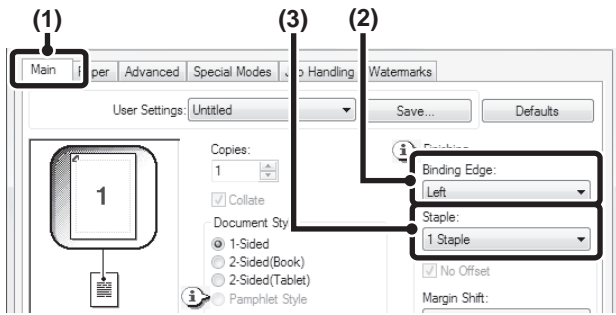 (1) (3) (2)
Main per Advanced Special Modes J b Handling Watermarks
User Settings: Untitled Save... Defaults
Copies:
1
Collate
Document Sty
1-Sided
2-Sided(Book)
2-Sided(Tablet)
Pamphlet Style
1
Finishing
Binding Edge:
Left
Staple:
1 Staple
No Offset
Margin Shift: